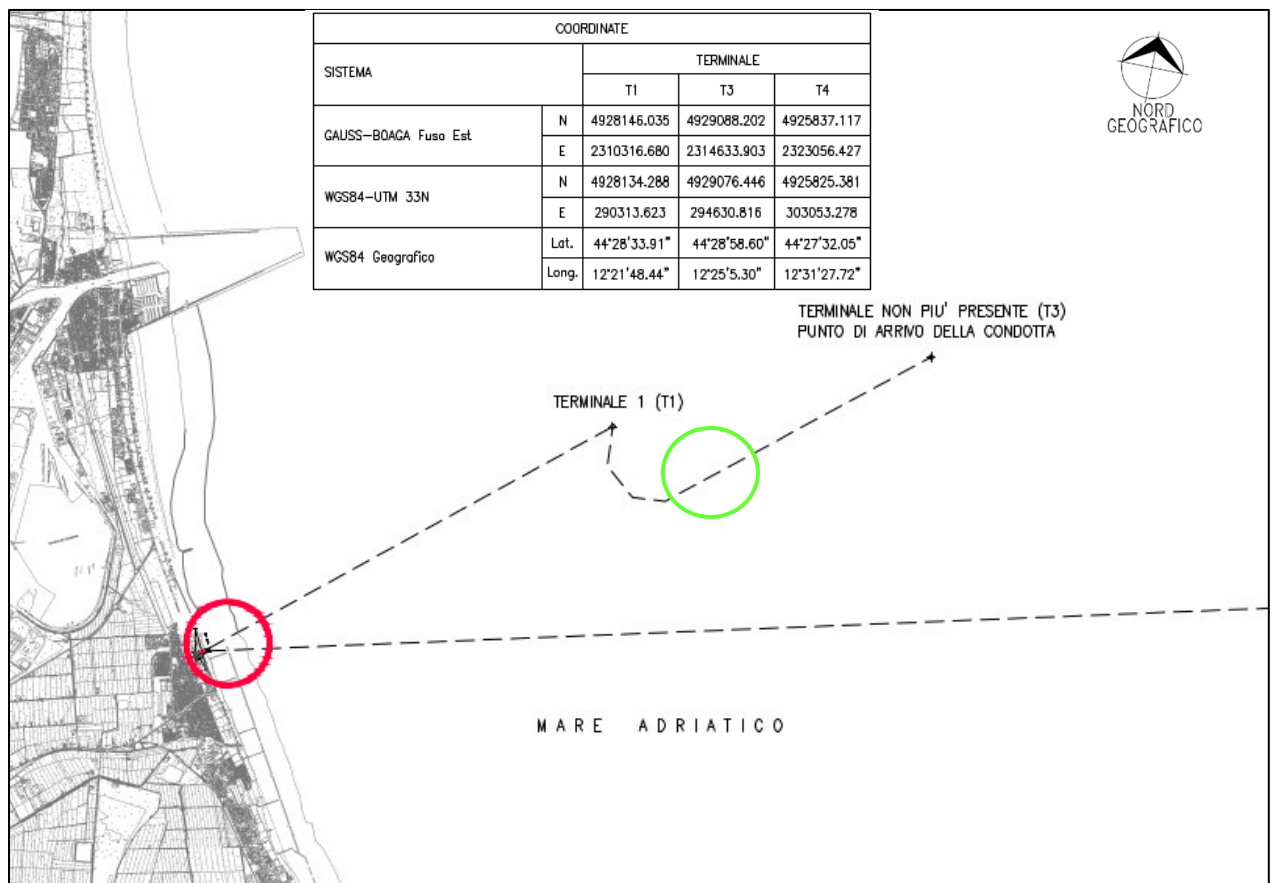 COORDINATE
SISTEMA
TERMINALE
T1 T3 T4
GAUSS-BOAGA Fuso Est
N 4928146.035 4929088.202 4925837.117
E 2310316.680 2314633.903 2323056.427
WGS84-UTM 33N
N 4928134.288 4929076.446 4925825.381
E 290313.623 294630.816 303053.278
WGS84 Geografico
Lat. 44°28'33.91" 44°28'58.60" 44°27'32.05"
Long. 12°21'48.44" 12°25'5.30" 12°31'27.72"
NORD
GEOGRAFICO
TERMINALE NON PIU' PRESENTE (T3)
PUNTO DI ARRIVO DELLA CONDOTTA
TERMINALE 1 (T1)
MARE ADRIATICO